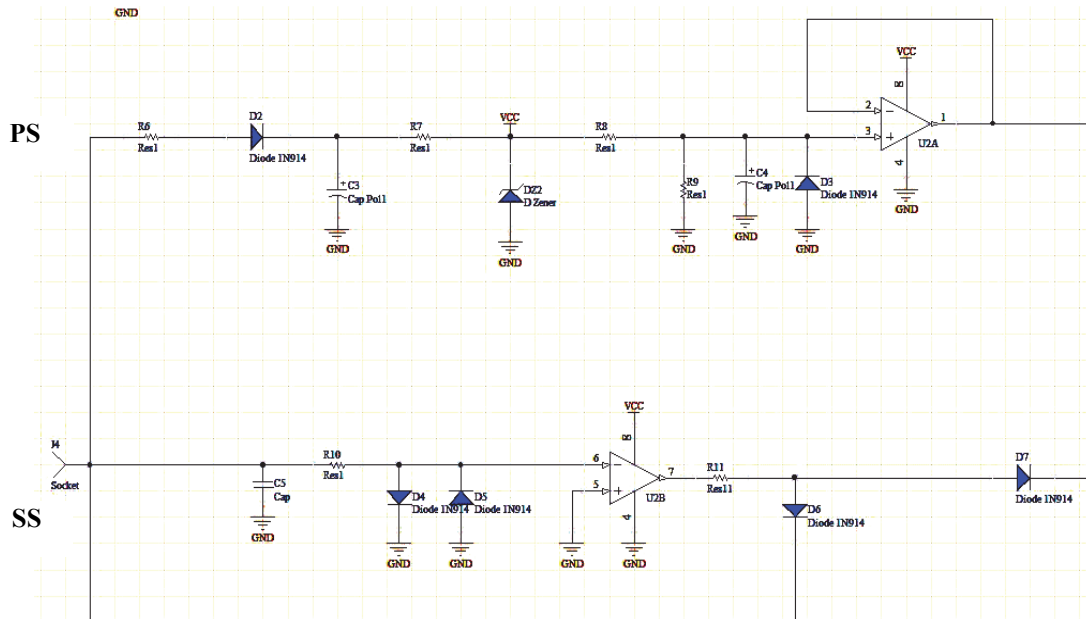 GND
VCC
8
2
1
3
U2A
4
GND
PS
R6
Res1
D2
Diode 1N914
C3
Cap Pol1
GND
R7
Res1
VCC
DZ2
D Zener
GND
R8
Res1
R9
Res1
GND
C4
Cap Pol1
GND
D3
Diode 1N914
GND
J4
Socket
SS
C5
Cap
GND
R10
Res1
D4
Diode 1N914
GND
D5
Diode 1N914
GND
VCC
8
6
7
5
U2B
4
GND
GND
R11
Res11
D6
Diode 1N914
D7
Diode 1N914